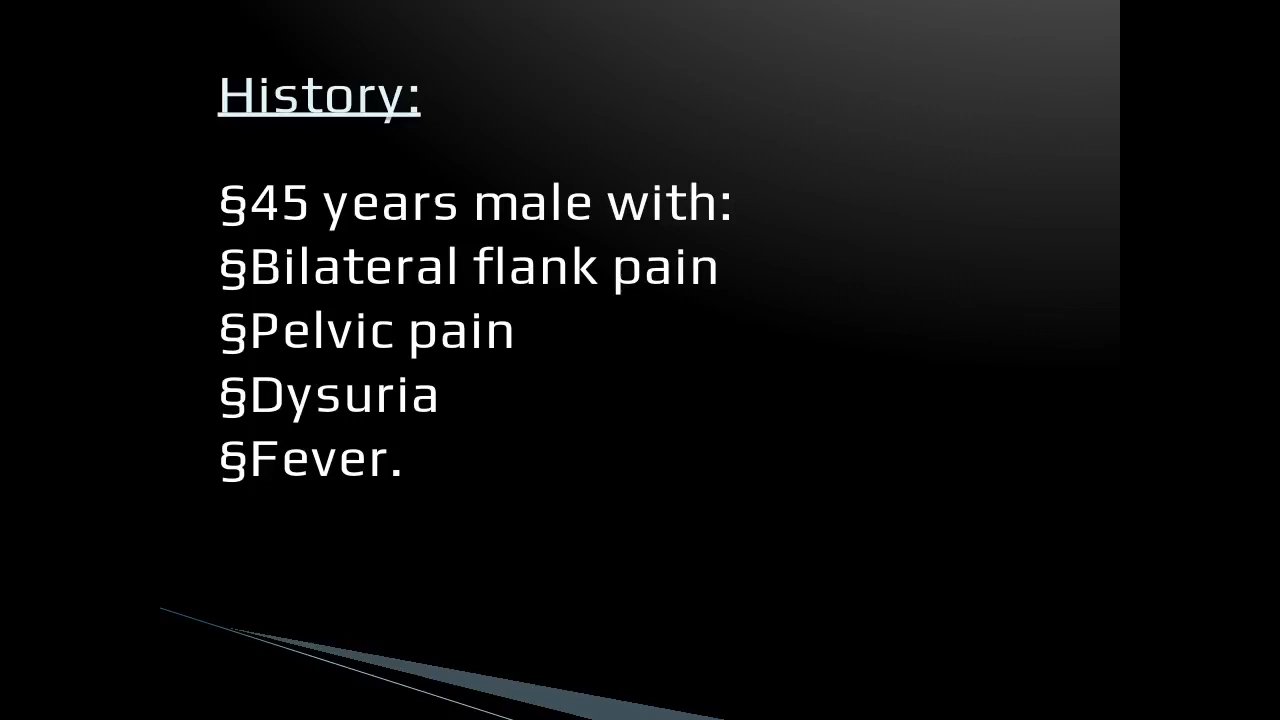 History:
§45 years male with:
§Bilateral flank pain
§Pelvic pain
§Dysuria
§Fever.